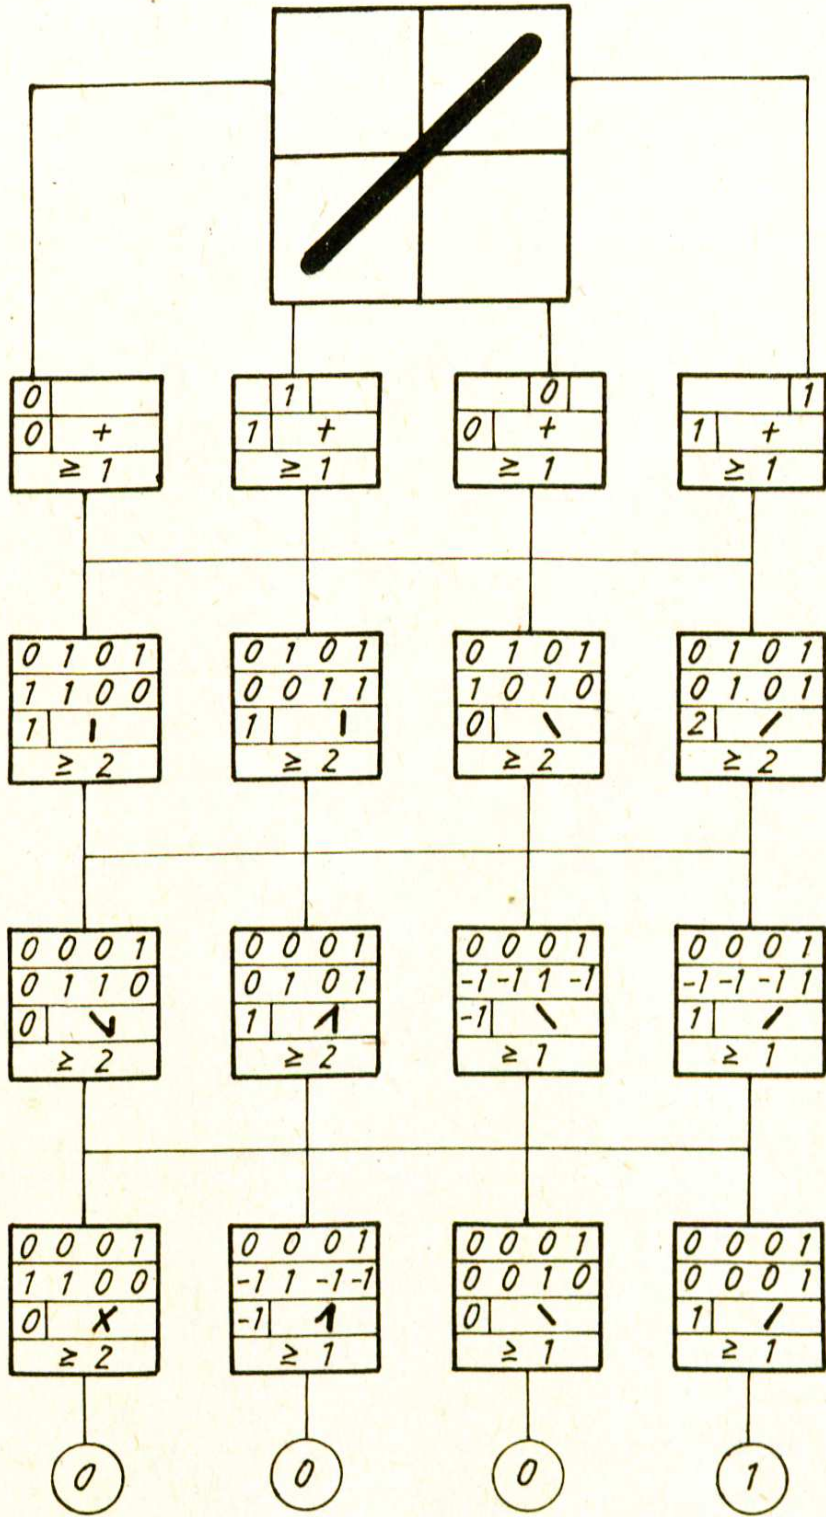 0 1 0 1
0 + 1 + 0 + 1 +
≥ 1 ≥ 1 ≥ 1 ≥ 1
0 1 0 1 0 1 0 1 0 1 0 1 0 1 0 1
1 1 0 0 0 0 1 1 1 0 1 0 0 1 0 1
1 | 1 | 0 \ 2 /
≥ 2 ≥ 2 ≥ 2 ≥ 2
0 0 0 1 0 0 0 1 0 0 0 1 0 0 0 1
0 1 1 0 0 1 0 1 -1 -1 1 -1 -1 -1 -1 1
0 1 -1 \ 1 /
≥ 2 ≥ 2 ≥ 1 ≥ 1
0 0 0 1 0 0 0 1 0 0 0 1 0 0 0 1
1 1 0 0 -1 1 -1 -1 0 0 1 0 0 0 0 1
0 × -1 0 \ 1 /
≥ 2 ≥ 1 ≥ 1 ≥ 1
0 0 0 1